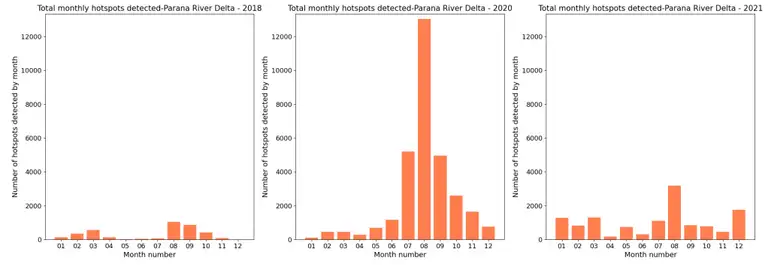 Total monthly hotspots detected-Parana River Delta - 2018
Number of hotspots detected by month
12000
10000
8000
6000
4000
2000
0
01 02 03 04 05 06 07 08 09 10 11 12
Month number
Total monthly hotspots detected-Parana River Delta - 2020
Number of hotspots detected by month
12000
10000
8000
6000
4000
2000
0
01 02 03 04 05 06 07 08 09 10 11 12
Month number
Total monthly hotspots detected-Parana River Delta - 2021
Number of hotspots detected by month
12000
10000
8000
6000
4000
2000
0
01 02 03 04 05 06 07 08 09 10 11 12
Month number